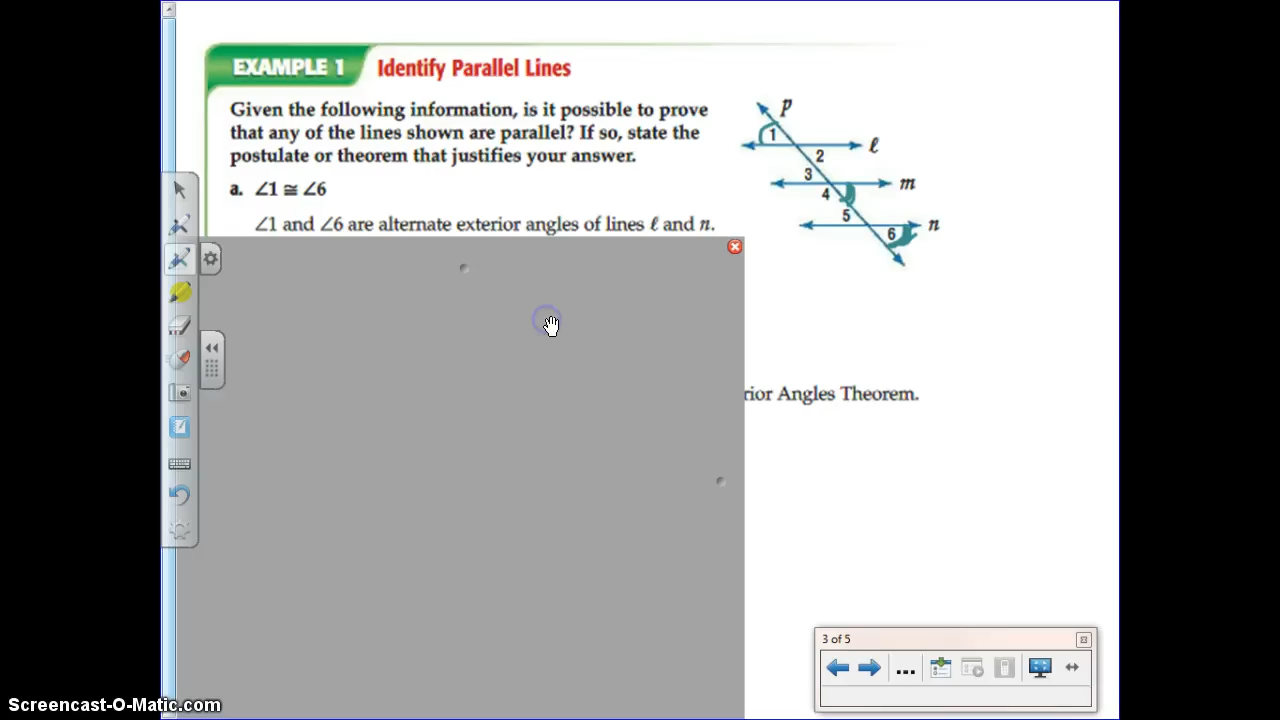 EXAMPLE 1 Identify Parallel Lines
Given the following information, is it possible to prove
that any of the lines shown are parallel? If so, state the
postulate or theorem that justifies your answer.
a. ∠1 ≅ ∠6
∠1 and ∠6 are alternate exterior angles of lines ℓ and n.
p
1
ℓ
2
3
m
4
5
n
6
rior Angles Theorem.
3 of 5
Screencast-O-Matic.com